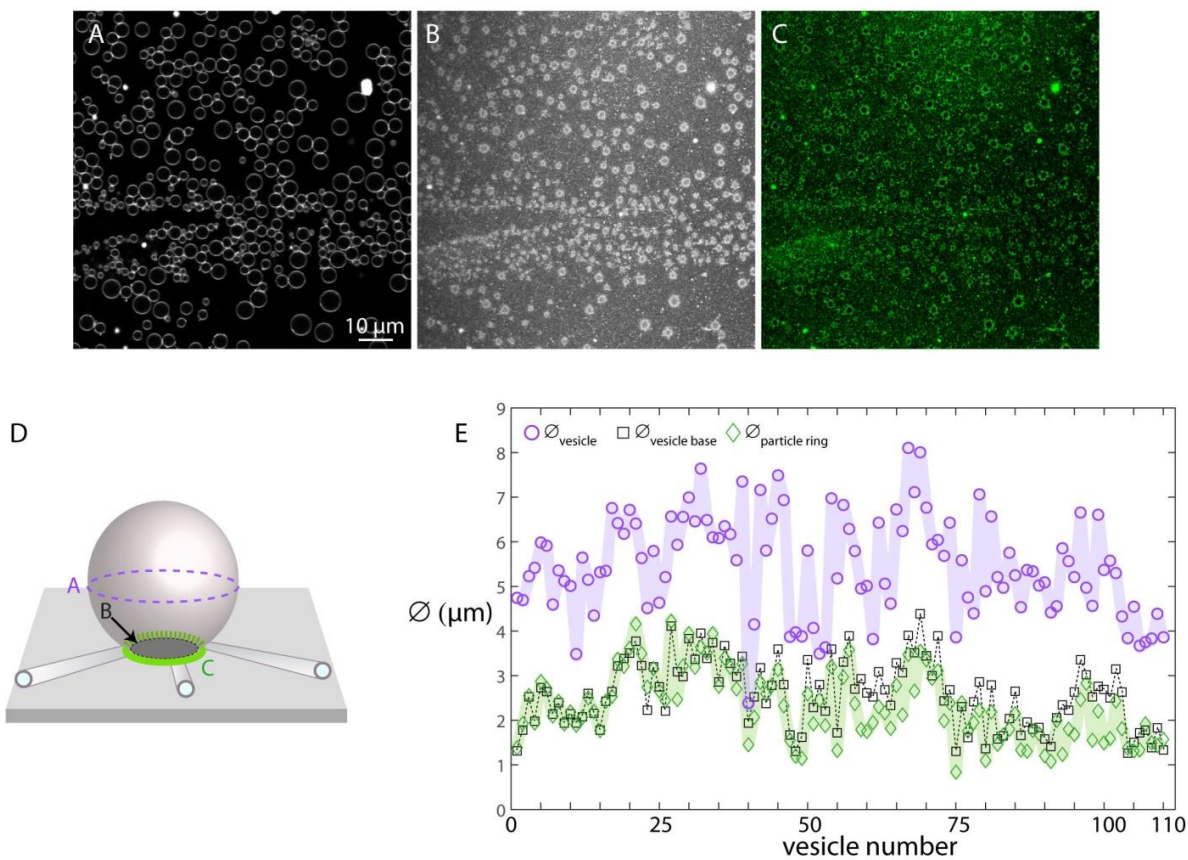 A
B
C
10 µm
D
A
B
C
E
9
8
7
6
5
4
3
2
1
0
∅ (µm)
∅vesicle ∅vesicle base ∅particle ring
0 25 50 75 100 110
vesicle number